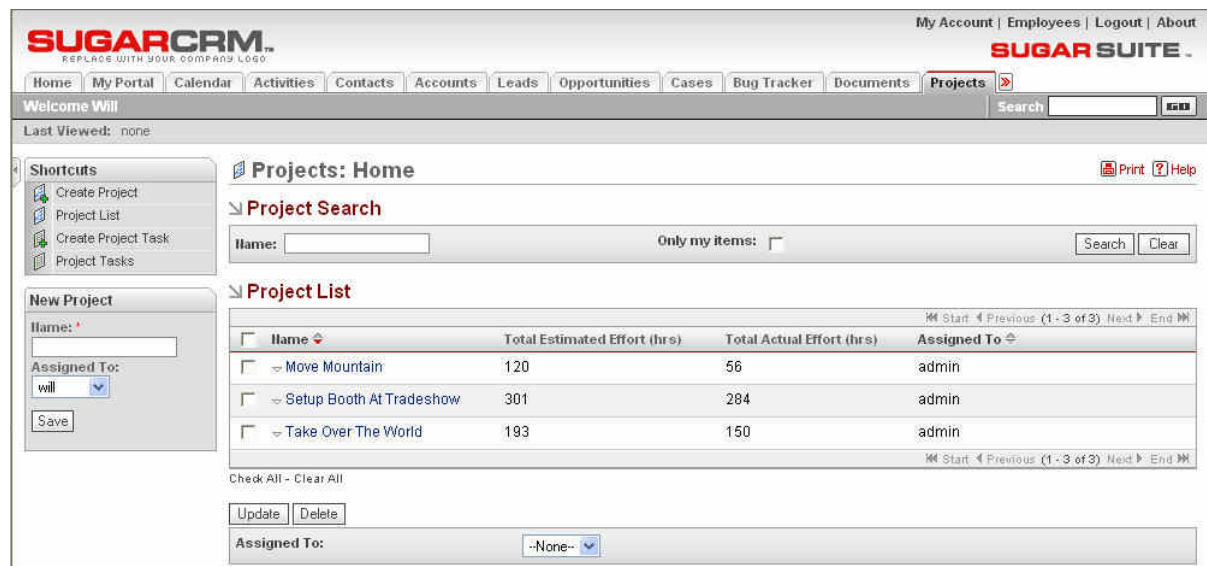 My Account | Employees | Logout | About
SUGARCRM™
REPLACE WITH YOUR COMPANY LOGO
SUGAR SUITE™
Home My Portal Calendar Activities Contacts Accounts Leads Opportunities Cases Bug Tracker Documents Projects
Welcome Will
Search GO
Last Viewed: none
Shortcuts
Create Project
Project List
Create Project Task
Project Tasks
New Project
Name: *
Assigned To:
will
Save
Projects: Home
Print ? Help
Project Search
Name: Only my items: Search Clear
Project List
Start Previous (1 - 3 of 3) Next End
Name Total Estimated Effort (hrs) Total Actual Effort (hrs) Assigned To
Move Mountain 120 56 admin
Setup Booth At Tradeshow 301 284 admin
Take Over The World 193 150 admin
Start Previous (1 - 3 of 3) Next End
Check All - Clear All
Update Delete
Assigned To: --None--